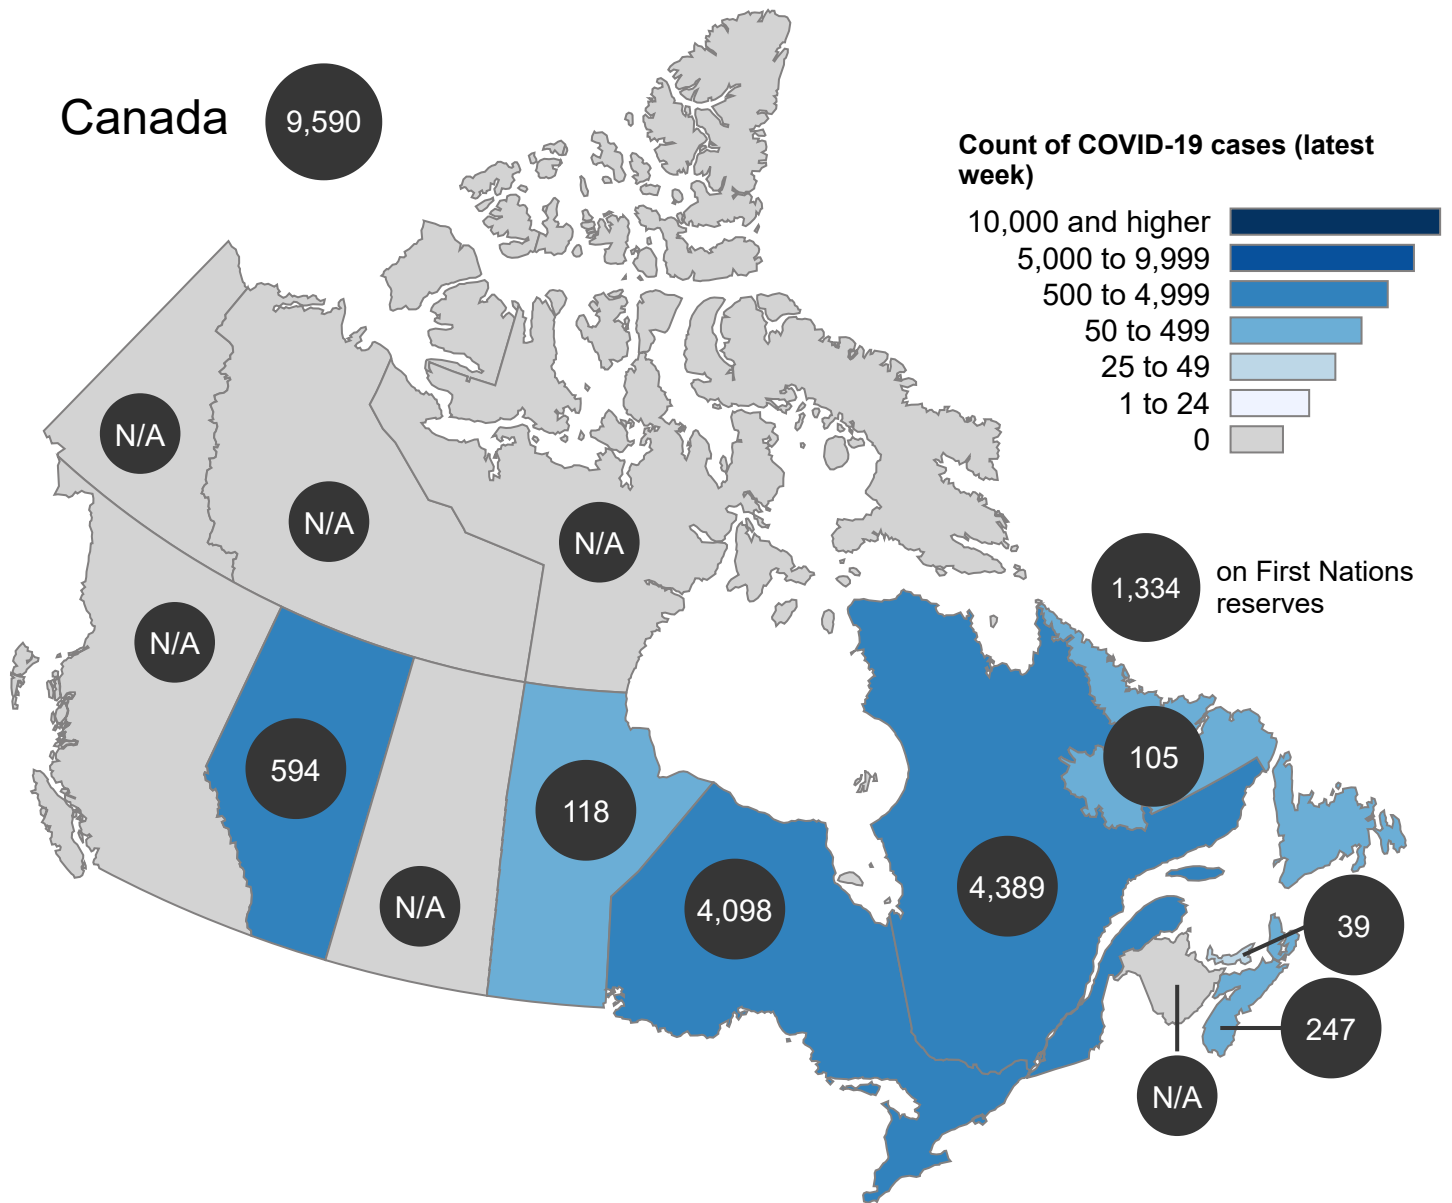 Canada
9,590
Count of COVID-19 cases (latest
week)
10,000 and higher
5,000 to 9,999
500 to 4,999
50 to 499
25 to 49
1 to 24
0
N/A
N/A
N/A
1,334
on First Nations
reserves
N/A
594
118
105
N/A
4,098
4,389
39
247
N/A